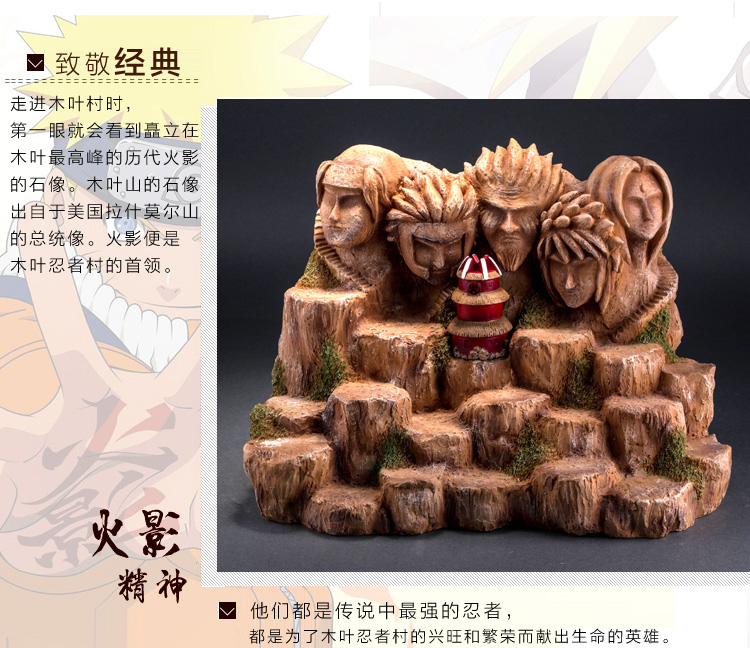 致敬经典
走进木叶村时，
第一眼就会看到矗立在
木叶最高峰的历代火影
的石像。木叶山的石像
出自于美国拉什莫尔山
的总统像。火影便是
木叶忍者村的首领。
火影
精神
他们都是传说中最强的忍者，
都是为了木叶忍者村的兴旺和繁荣而献出生命的英雄。